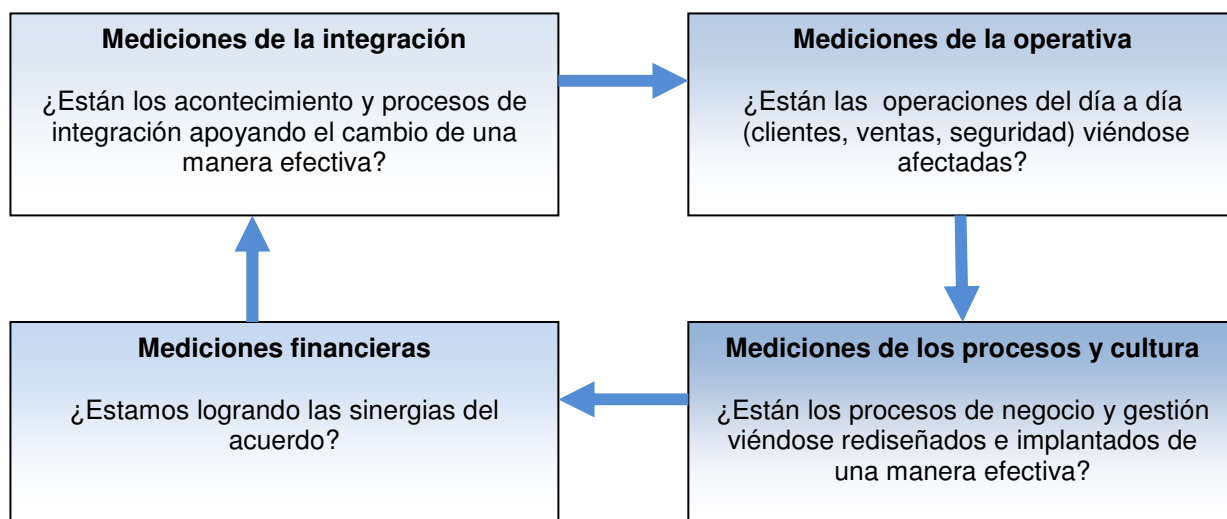 Mediciones de la integración
¿Están los acontecimiento y procesos de
integración apoyando el cambio de una
manera efectiva?
Mediciones de la operativa
¿Están las  operaciones del día a día
(clientes, ventas, seguridad) viéndose
afectadas?
Mediciones financieras
¿Estamos logrando las sinergias del
acuerdo?
Mediciones de los procesos y cultura
¿Están los procesos de negocio y gestión
viéndose rediseñados e implantados de
una manera efectiva?